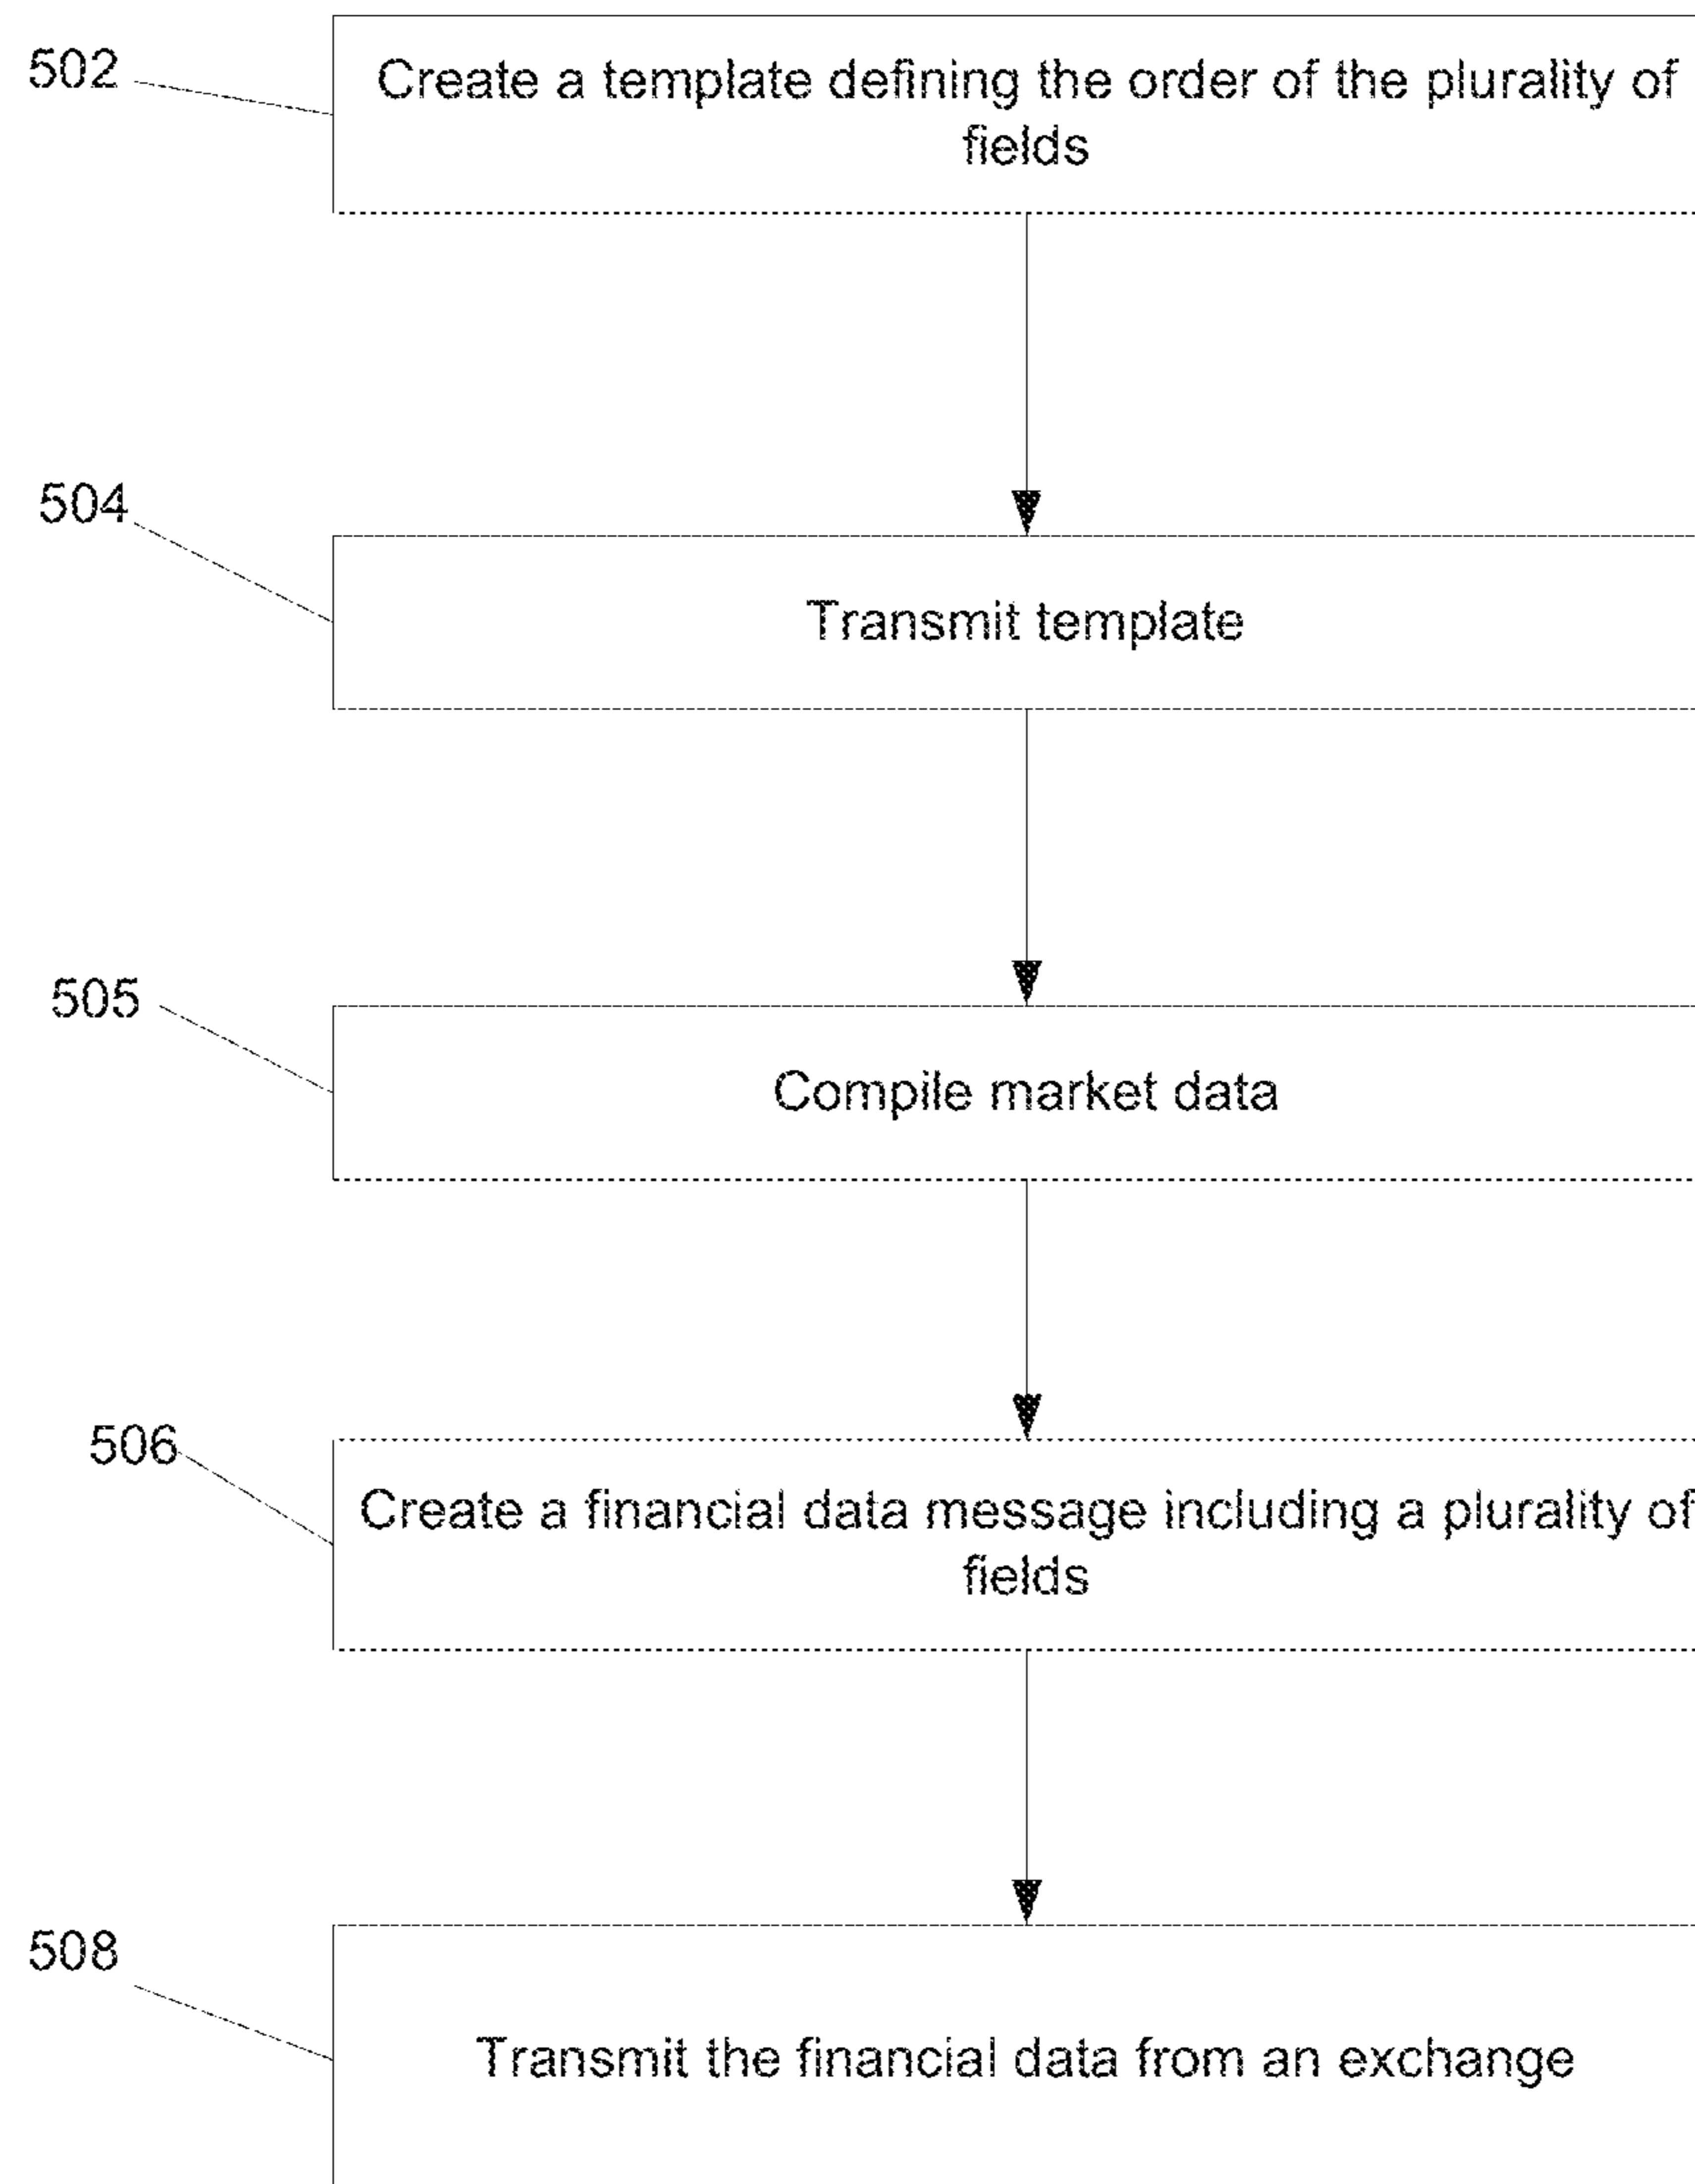 502
Create a template defining the order of the plurality of
fields
504
Transmit template
505
Compile market data
506
Create a financial data message including a plurality of
fields
508
Transmit the financial data from an exchange